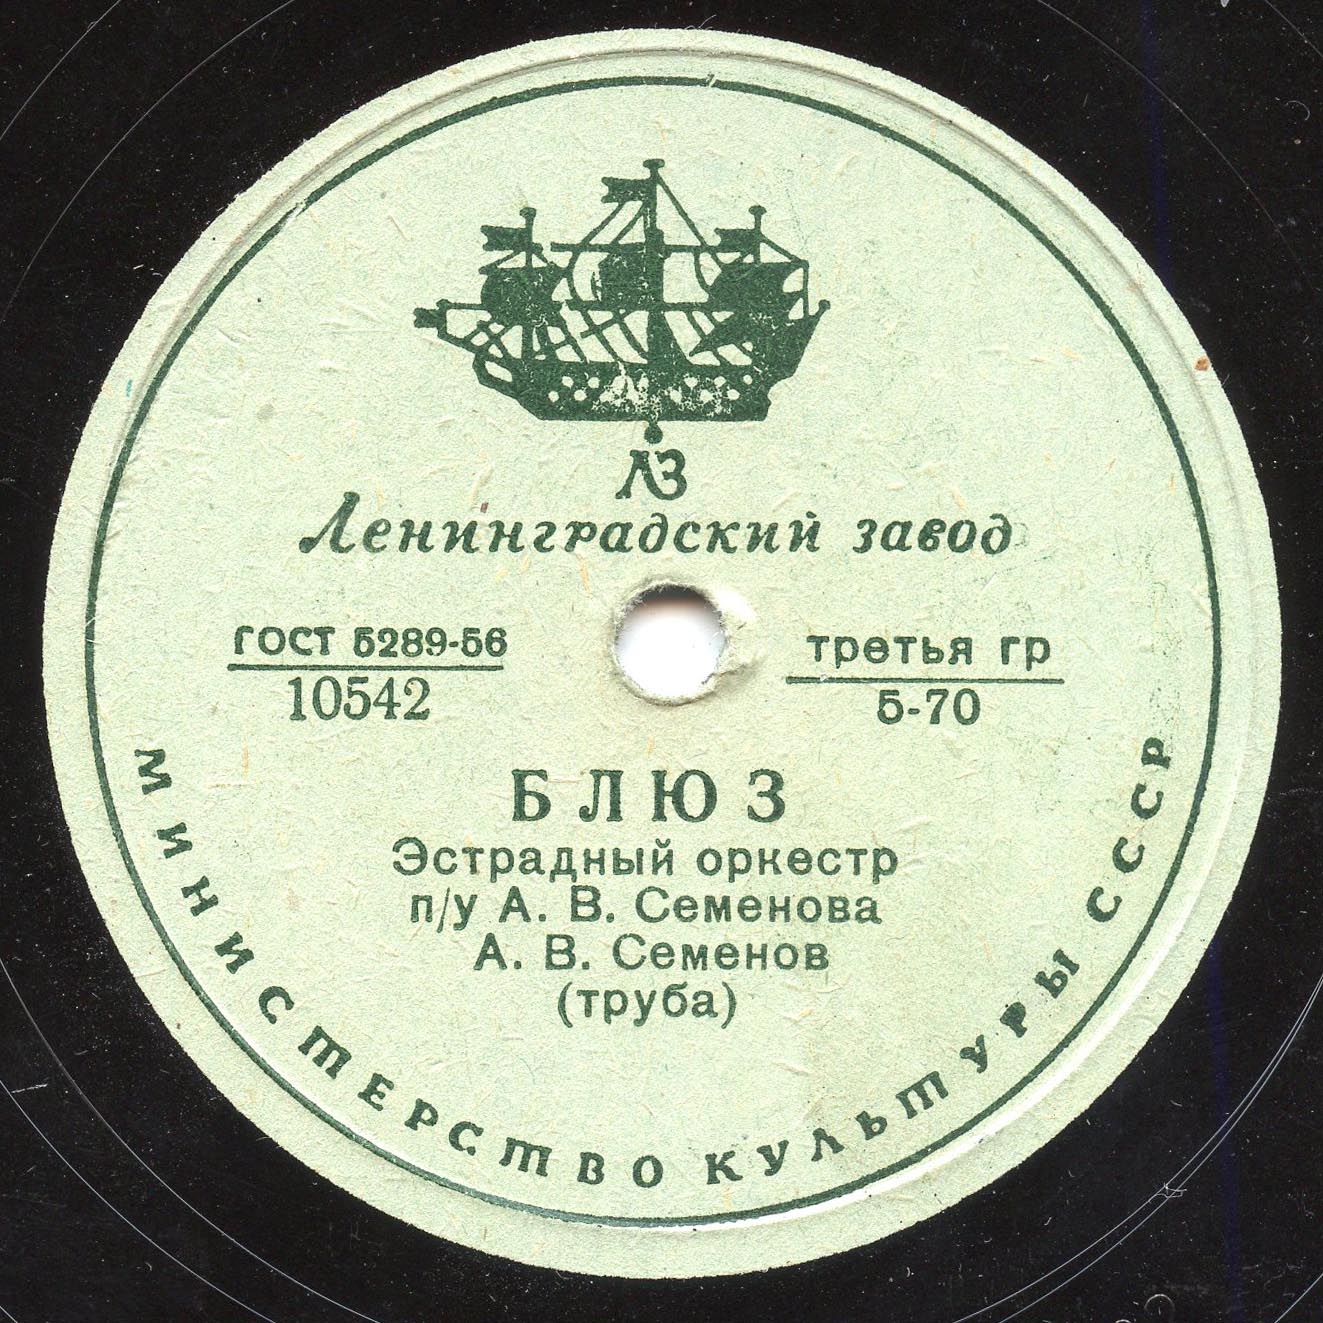 ЛЗ
Ленинградский завод
ГОСТ 5289-56
10542
третья гр
5-70
БЛЮЗ
Эстрадный оркестр
п/у А. В. Семенова
А. В. Семенов
(труба)
МИНИСТЕРСТВО КУЛЬТУРЫ СССР